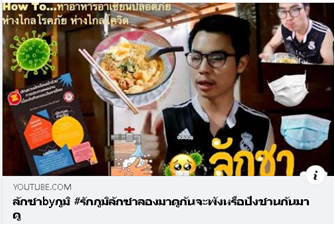 How To...ทำอาหารอาเซียนปลอดภัย
ห่างไกลโรคภัย ห่างไกลโควิด
ลักซา
YOUTUBE.COM
ลักซาbyภูมิ #รักภูมิลักซาลองมาดูกันจะพังหรือปังชานกันมา
ดู